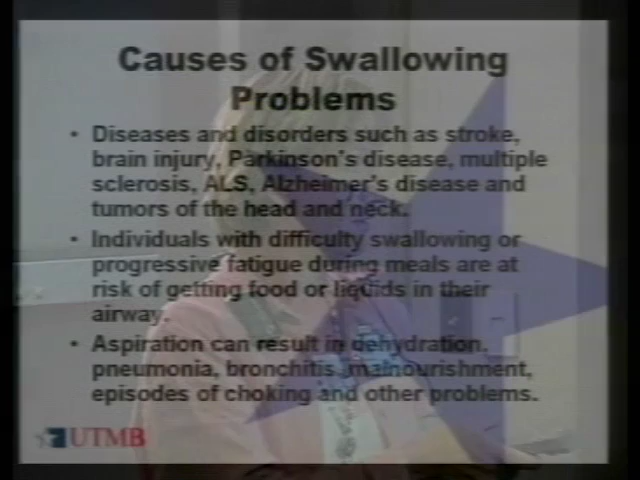 Causes of Swallowing
Problems
• Diseases and disorders such as stroke,
brain injury, Parkinson's disease, multiple
sclerosis, ALS, Alzheimer's disease and
tumors of the head and neck.
• Individuals with difficulty swallowing or
progressive fatigue during meals are at
risk of getting food or liquids in their
airway.
• Aspiration can result in dehydration,
pneumonia, bronchitis, malnourishment,
episodes of choking and other problems.
UTMB